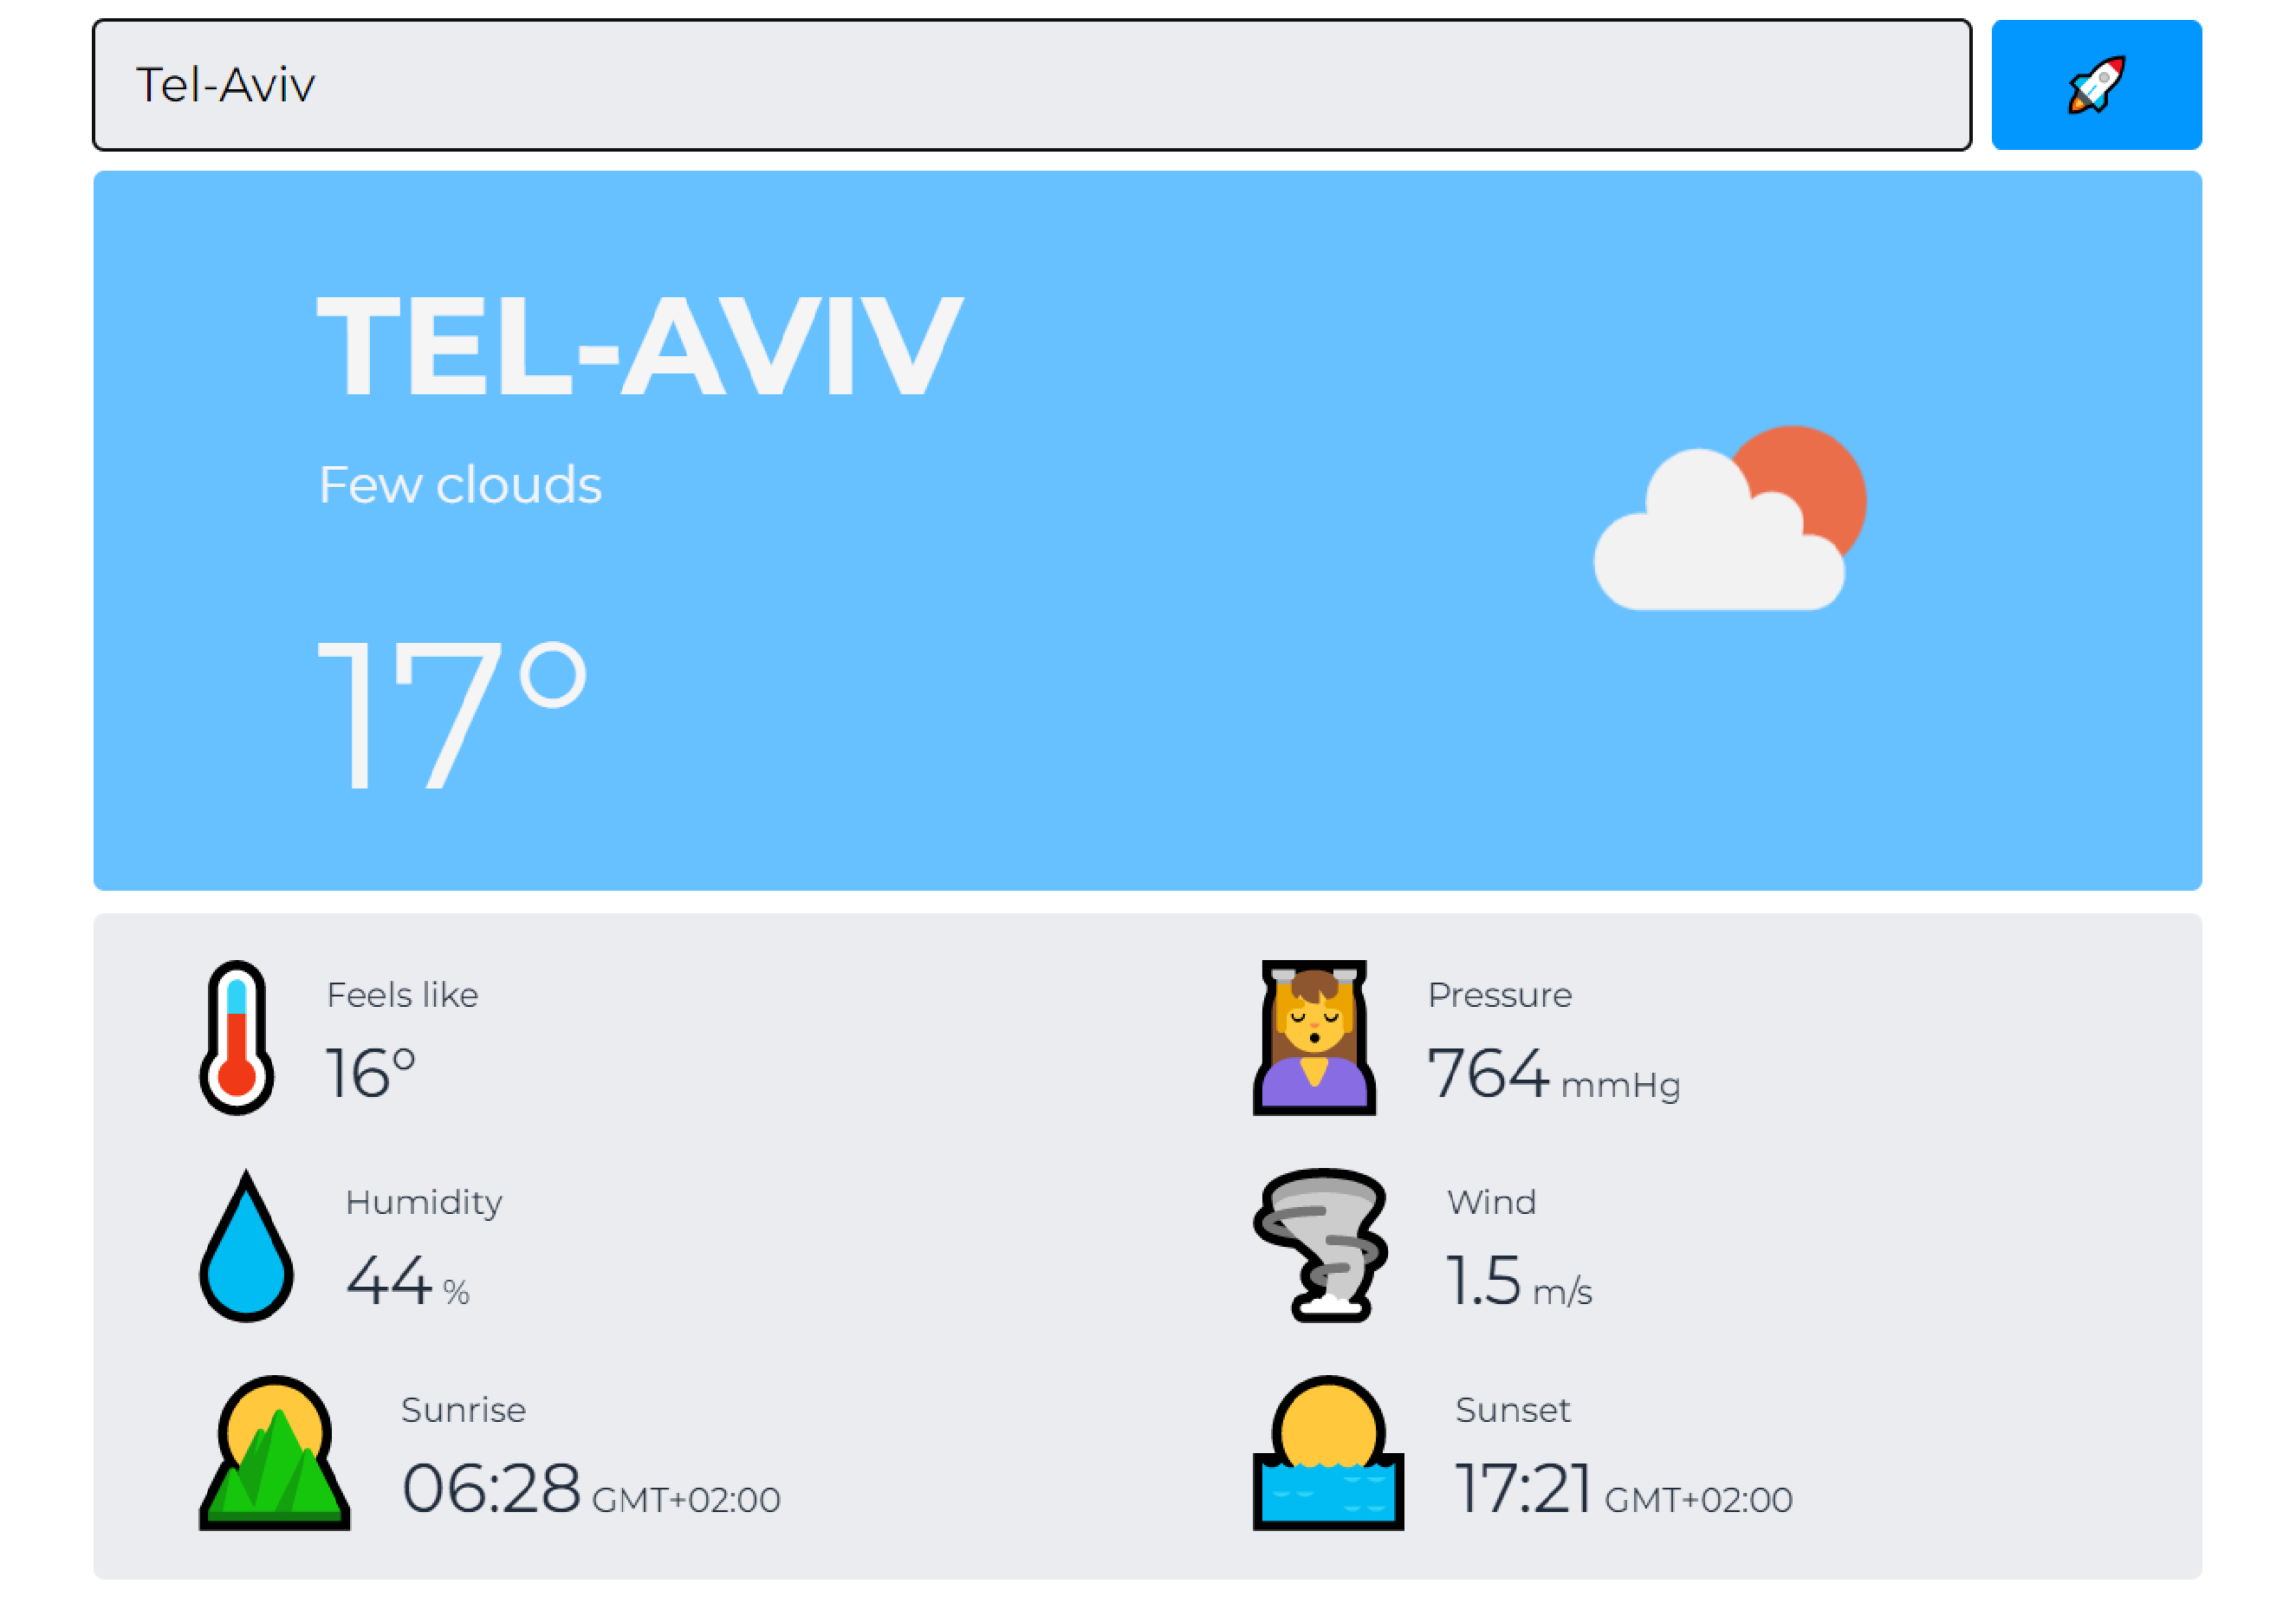 Tel-Aviv
TEL-AVIV
Few clouds
17°
Feels like
16°
Pressure
764 mmHg
Humidity
44 %
Wind
1.5 m/s
Sunrise
06:28 GMT+02:00
Sunset
17:21 GMT+02:00